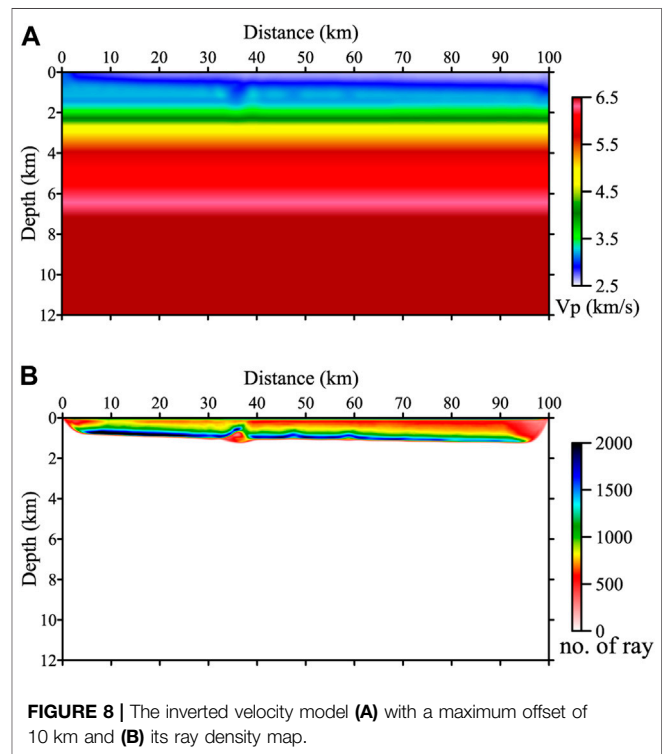 A
Distance (km)
0 10 20 30 40 50 60 70 80 90 100
0
2
4
6
8
10
12
Depth (km)
6.5
5.5
4.5
3.5
2.5
Vp (km/s)
B
Distance (km)
0 10 20 30 40 50 60 70 80 90 100
0
2
4
6
8
10
12
Depth (km)
2000
1500
1000
500
0
no. of ray
FIGURE 8 | The inverted velocity model (A) with a maximum offset of
10 km and (B) its ray density map.